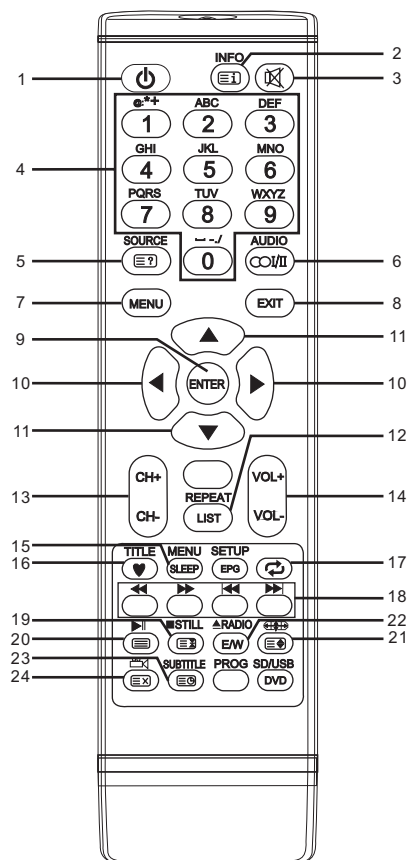 INFO
2
1
3
@:*+ ABC DEF
1 2 3
4
GHI JKL MNO
4 5 6
PQRS TUV WXYZ
7 8 9
SOURCE ⎵ -./ AUDIO
5
?
0
I/II
6
7
MENU
EXIT
8
9
11
10
ENTER
10
11
12
CH+
VOL+
13
REPEAT
14
CH-
LIST
VOL-
15
TITLE MENU SETUP
16
SLEEP
EPG
17
18
19
STILL RADIO
22
20
E/W
21
23
SUBTITLE PROG SD/USB
24
X
DVD